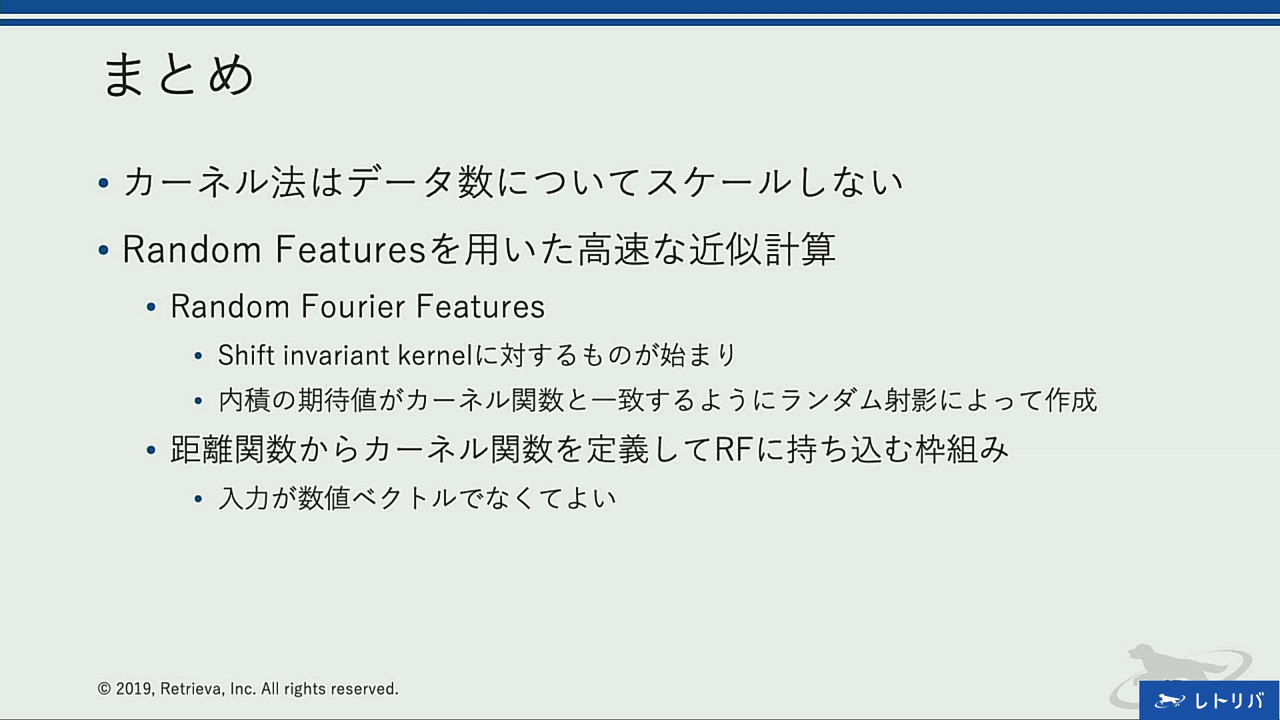 まとめ
• カーネル法はデータ数についてスケールしない
• Random Featuresを用いた高速な近似計算
• Random Fourier Features
• Shift invariant kernelに対するものが始まり
• 内積の期待値がカーネル関数と一致するようにランダム射影によって作成
• 距離関数からカーネル関数を定義してRFに持ち込む枠組み
• 入力が数値ベクトルでなくてよい
© 2019, Retrieva, Inc. All rights reserved.
レトリバ